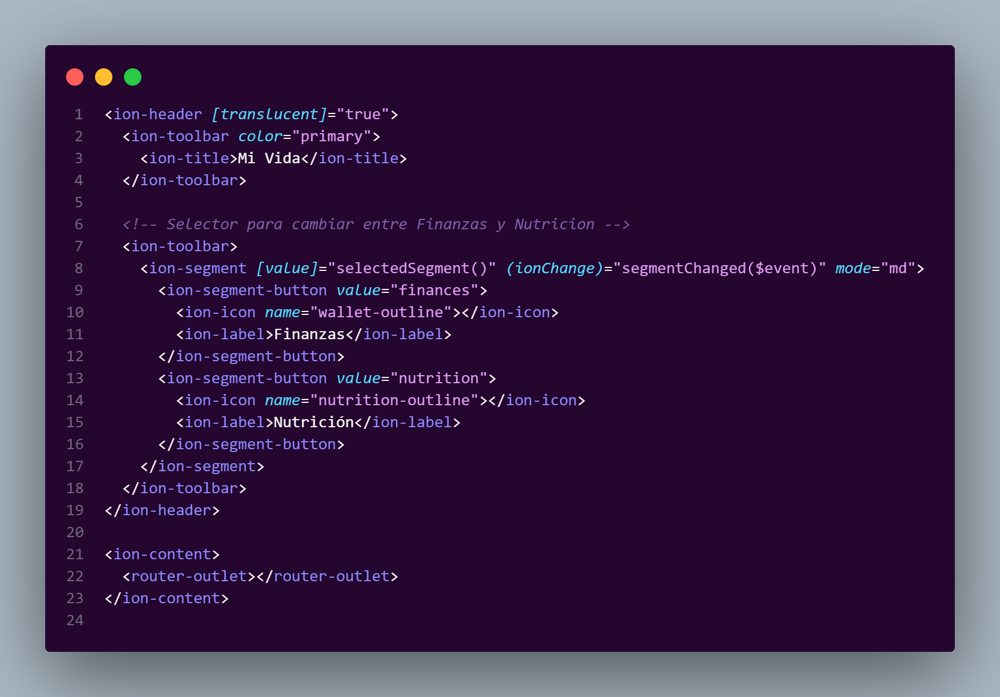 1 <ion-header [translucent]="true">
2   <ion-toolbar color="primary">
3     <ion-title>Mi Vida</ion-title>
4   </ion-toolbar>
5
6   <!-- Selector para cambiar entre Finanzas y Nutricion -->
7   <ion-toolbar>
8     <ion-segment [value]="selectedSegment()" (ionChange)="segmentChanged($event)" mode="md">
9       <ion-segment-button value="finances">
10         <ion-icon name="wallet-outline"></ion-icon>
11         <ion-label>Finanzas</ion-label>
12       </ion-segment-button>
13       <ion-segment-button value="nutrition">
14         <ion-icon name="nutrition-outline"></ion-icon>
15         <ion-label>Nutrición</ion-label>
16       </ion-segment-button>
17     </ion-segment>
18   </ion-toolbar>
19 </ion-header>
20
21 <ion-content>
22   <router-outlet></router-outlet>
23 </ion-content>
24